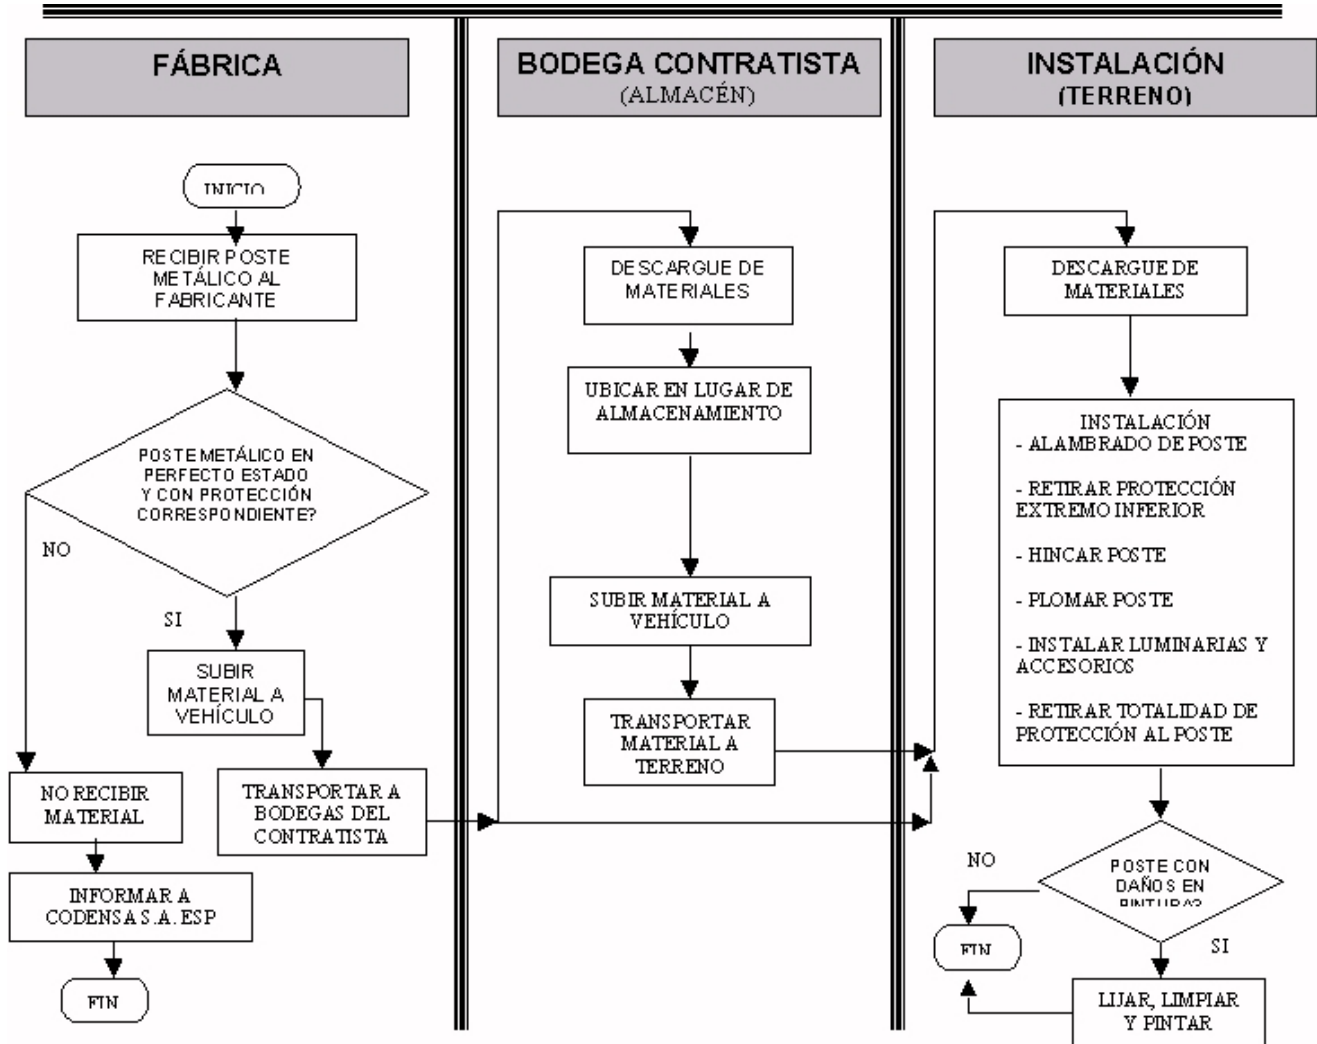 FÁBRICA
INICIO
RECIBIR POSTE
METÁLICO AL
FABRICANTE
POSTE METÁLICO EN
PERFECTO ESTADO
Y CON PROTECCIÓN
CORRESPONDIENTE?
NO
SI
SUBIR
MATERIAL A
VEHÍCULO
NO RECIBIR
MATERIAL
TRANSPORTAR A
BODEGAS DEL
CONTRATISTA
INFORMAR A
CODENSA S.A. ESP
FIN
BODEGA CONTRATISTA
(ALMACÉN)
DESCARGUE DE
MATERIALES
UBICAR EN LUGAR DE
ALMACENAMIENTO
SUBIR MATERIAL A
VEHÍCULO
TRANSPORTAR
MATERIAL A
TERRENO
INSTALACIÓN
(TERRENO)
DESCARGUE DE
MATERIALES
INSTALACIÓN
- ALAMBRADO DE POSTE
- RETIRAR PROTECCIÓN
EXTREMO INFERIOR
- HINCAR POSTE
- PLOMAR POSTE
- INSTALAR LUMINARIAS Y
ACCESORIOS
- RETIRAR TOTALIDAD DE
PROTECCIÓN AL POSTE
POSTE CON
DAÑOS EN
PINTURA?
NO
FIN
SI
LIJAR, LIMPIAR
Y PINTAR